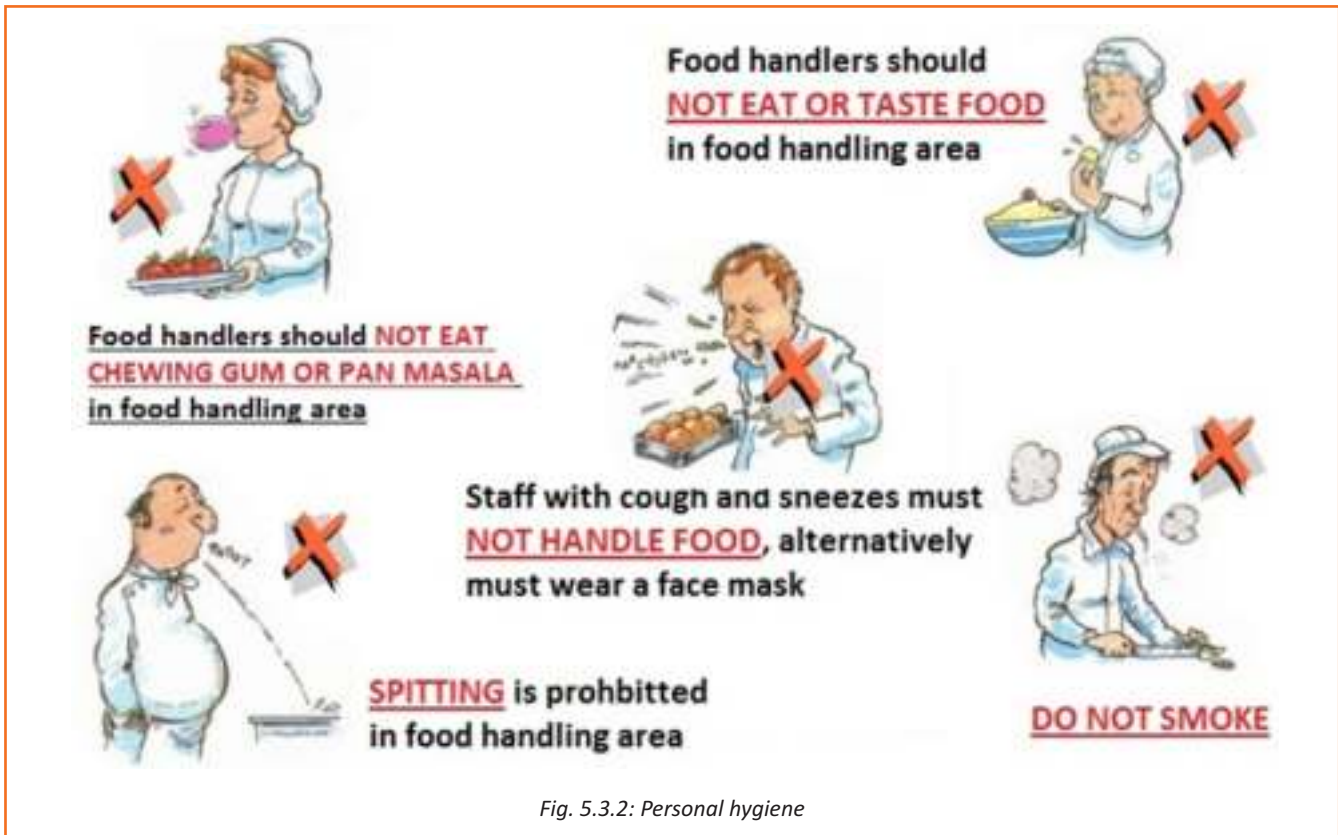 Food handlers should
NOT EAT OR TASTE FOOD
in food handling area
Food handlers should NOT EAT
CHEWING GUM OR PAN MASALA
in food handling area
Staff with cough and sneezes must
NOT HANDLE FOOD, alternatively
must wear a face mask
SPITTING is prohbitted
in food handling area
DO NOT SMOKE
Fig. 5.3.2: Personal hygiene